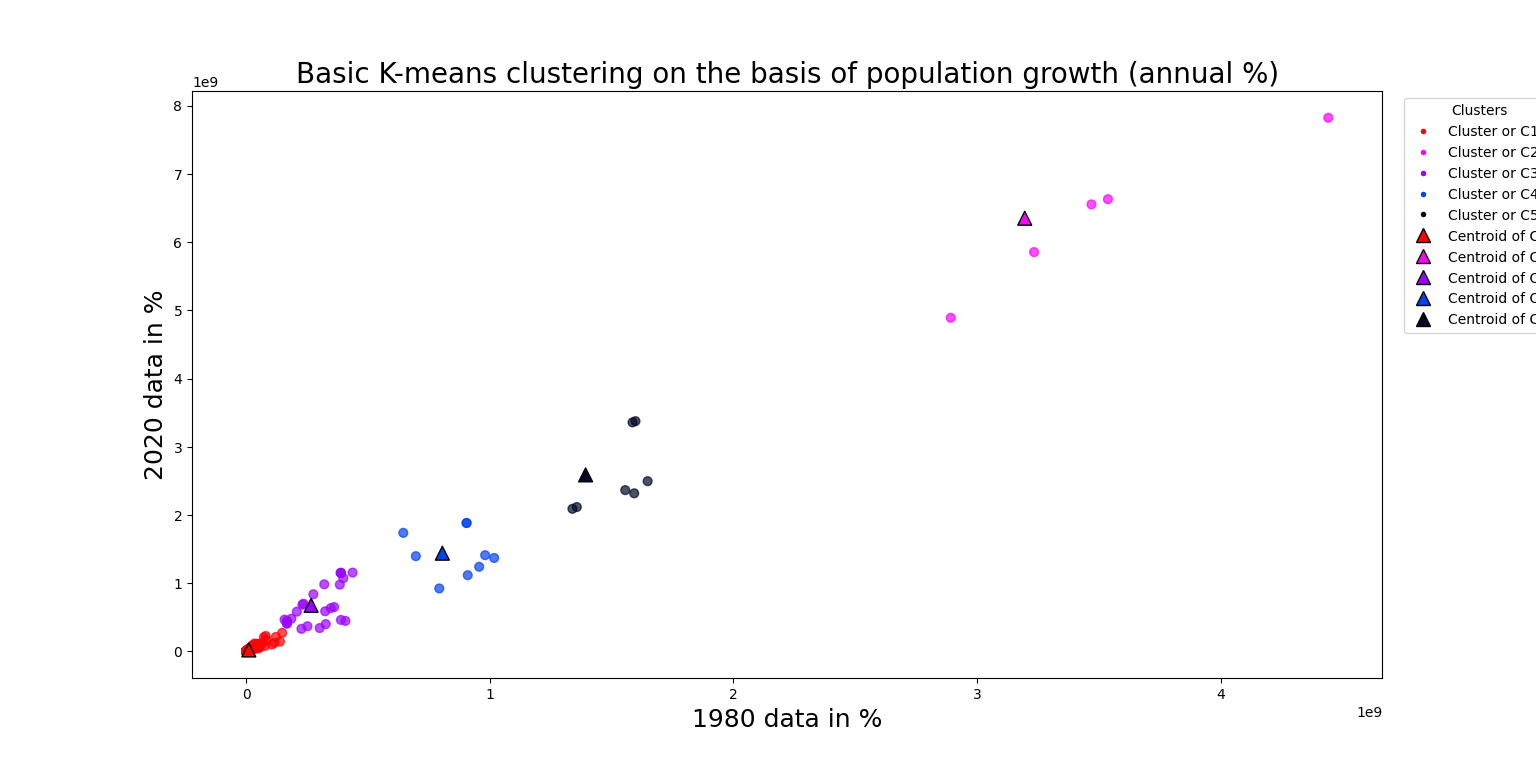 Basic K-means clustering on the basis of population growth (annual %)
1e9
8
7
6
5
4
3
2
1
0
2020 data in %
0 1 2 3 4
1e9
1980 data in %
Clusters
Cluster or C1
Cluster or C2
Cluster or C3
Cluster or C4
Cluster or C5
Centroid of C
Centroid of C
Centroid of C
Centroid of C
Centroid of C